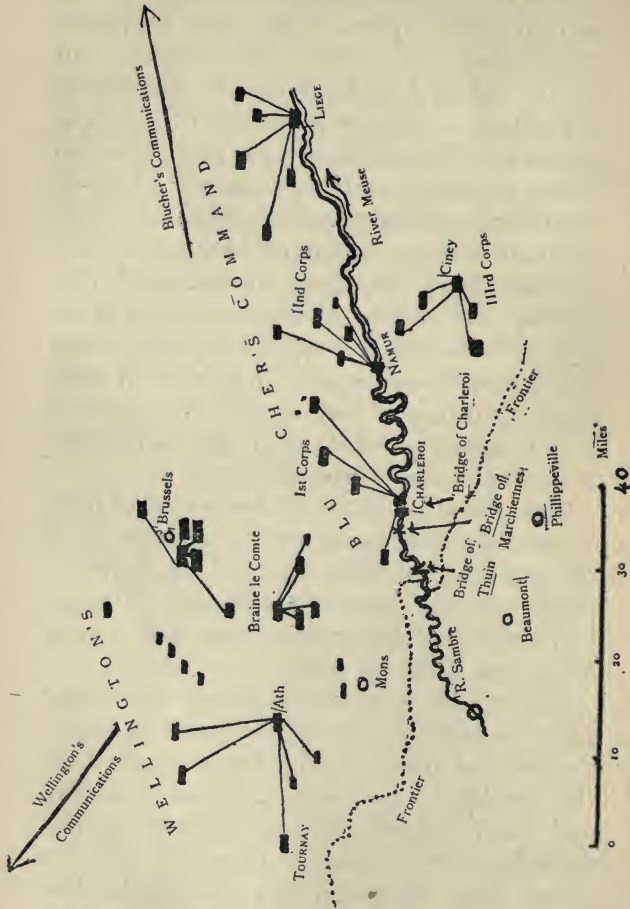 Blucher's Communications
Wellington's
Communications
WELLINGTON'S
BLUCHER'S COMMAND
LIEGE
River Meuse
Brussels
IInd Corps
Ciney
IIIrd Corps
Ist Corps
NAMUR
Braine le Comte
CHARLEROI
Bridge of Charleroi
Frontier
Bridge of
Marchiennes
Bridge of
Thuin
Phillippeville
Beaumont
R. Sambre
Mons
/Ath
TOURNAY
Frontier
0 10 20 30 40
Miles